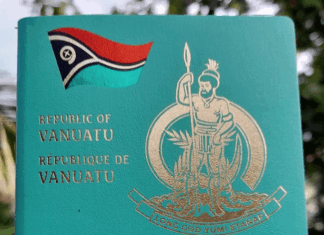 REPUBLIC OF
VANUATU
RÉPUBLIQUE DE
VANUATU